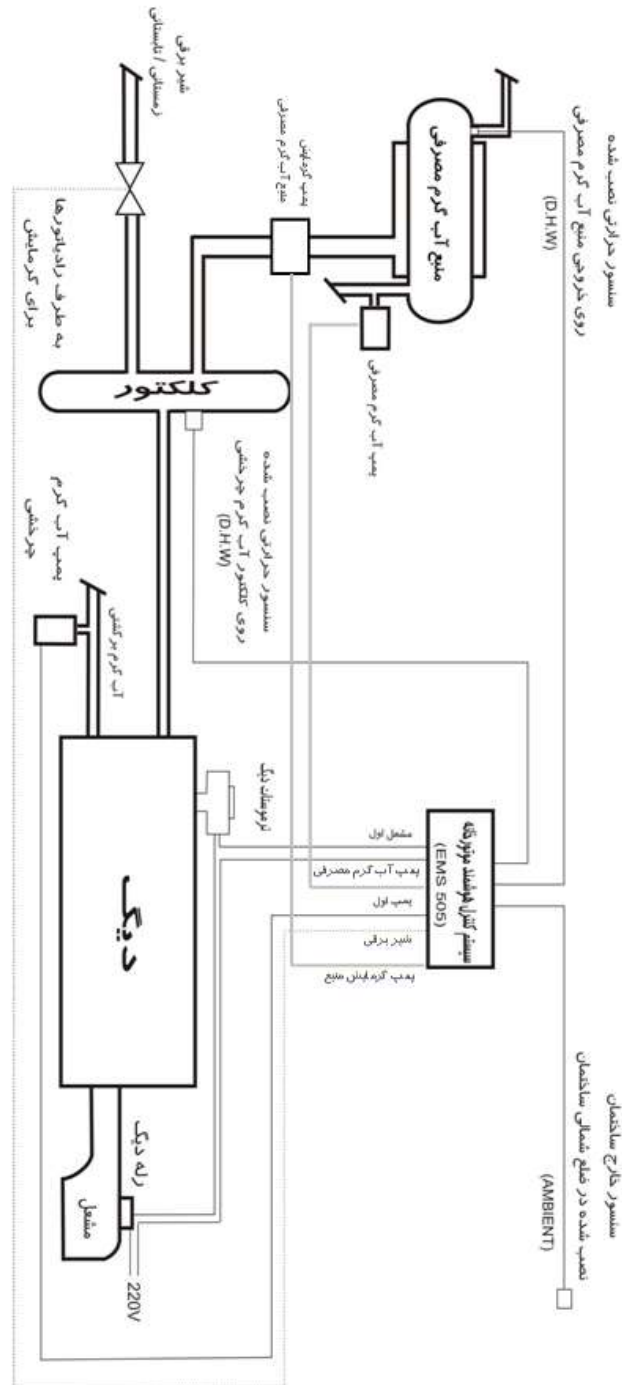 سنسور حرارتی نصب شده
روی خروجی منبع آب گرم مصرفی
(D.H.W)
سنسور خارج ساختمان
نصب شده در ضلع شمالی ساختمان
(AMBIENT)
منبع آب گرم مصرفی
پمپ آب گرم مصرفی
سیستم کنترل هوشمند موتورخانه
(EMS 505)
پمپ گرمایش
منبع آب گرم مصرفی
مشعل اول
پمپ آب گرم مصرفی
پمپ اول
شیر برقی
پمپ گرمایش منبع
سنسور حرارتی نصب شده
روی کلکتور آب گرم چرخشی
(D.H.W)
ترموستات دیگ
کلکتور
شیر برقی
زمستانی / تابستانی
به طرف رادیاتورها
برای گرمایش
آب گرم برگشتی
پمپ آب گرم
چرخشی
دیگ
رله دیگ
مشعل
220V